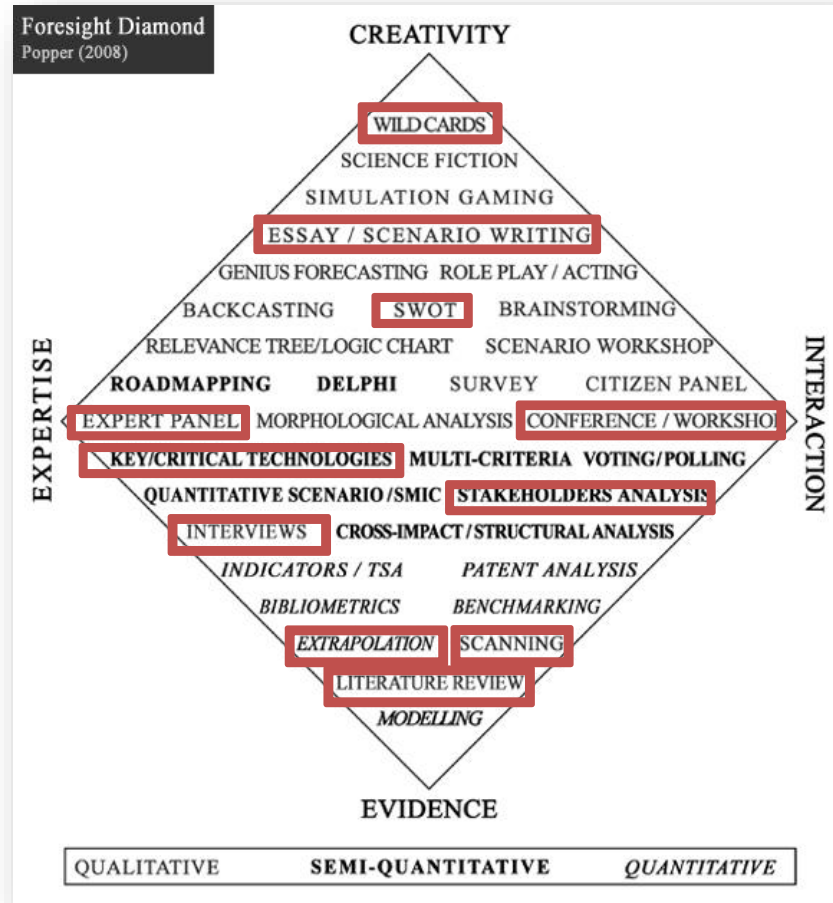 Foresight Diamond
Popper (2008)
CREATIVITY
WILD CARDS
SCIENCE FICTION
SIMULATION GAMING
ESSAY / SCENARIO WRITING
GENIUS FORECASTING ROLE PLAY / ACTING
BACKCASTING SWOT BRAINSTORMING
RELEVANCE TREE/LOGIC CHART SCENARIO WORKSHOP
ROADMAPPING DELPHI SURVEY CITIZEN PANEL
EXPERT PANEL MORPHOLOGICAL ANALYSIS CONFERENCE / WORKSHOP
KEY/CRITICAL TECHNOLOGIES MULTI-CRITERIA VOTING/POLLING
QUANTITATIVE SCENARIO/SMIC STAKEHOLDERS ANALYSIS
INTERVIEWS CROSS-IMPACT / STRUCTURAL ANALYSIS
INDICATORS / TSA PATENT ANALYSIS
BIBLIOMETRICS BENCHMARKING
EXTRAPOLATION SCANNING
LITERATURE REVIEW
MODELLING
EVIDENCE
EXPERTISE
INTERACTION
QUALITATIVE SEMI-QUANTITATIVE QUANTITATIVE